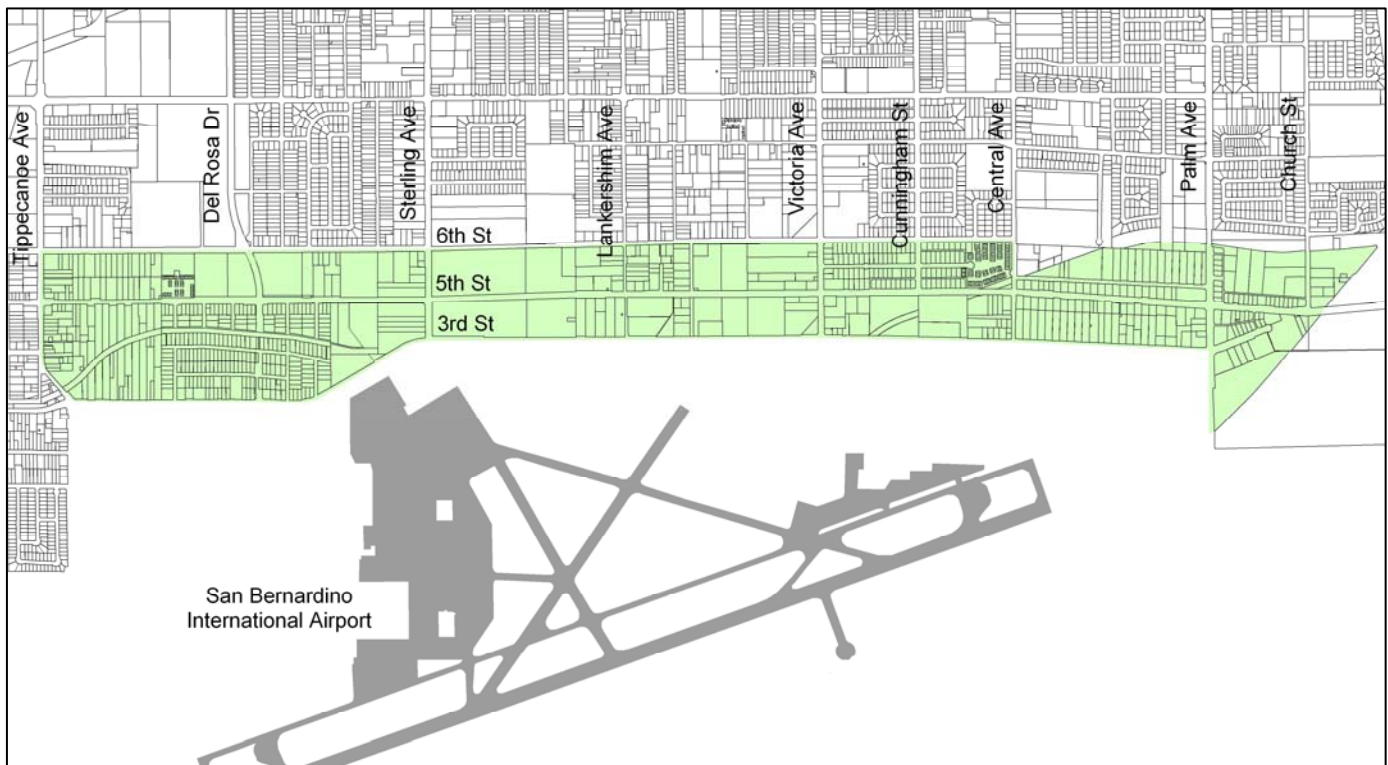 Tippecanoe Ave
Del Rosa Dr
Sterling Ave
Lankershim Ave
Victoria Ave
Cunningham St
Central Ave
Palm Ave
Church St
6th St
5th St
3rd St
San Bernardino
International Airport